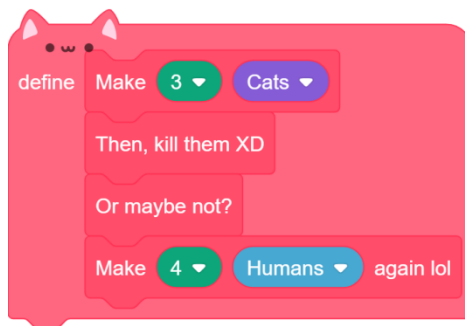 define Make 3 Cats
Then, kill them XD
Or maybe not?
Make 4 Humans again lol